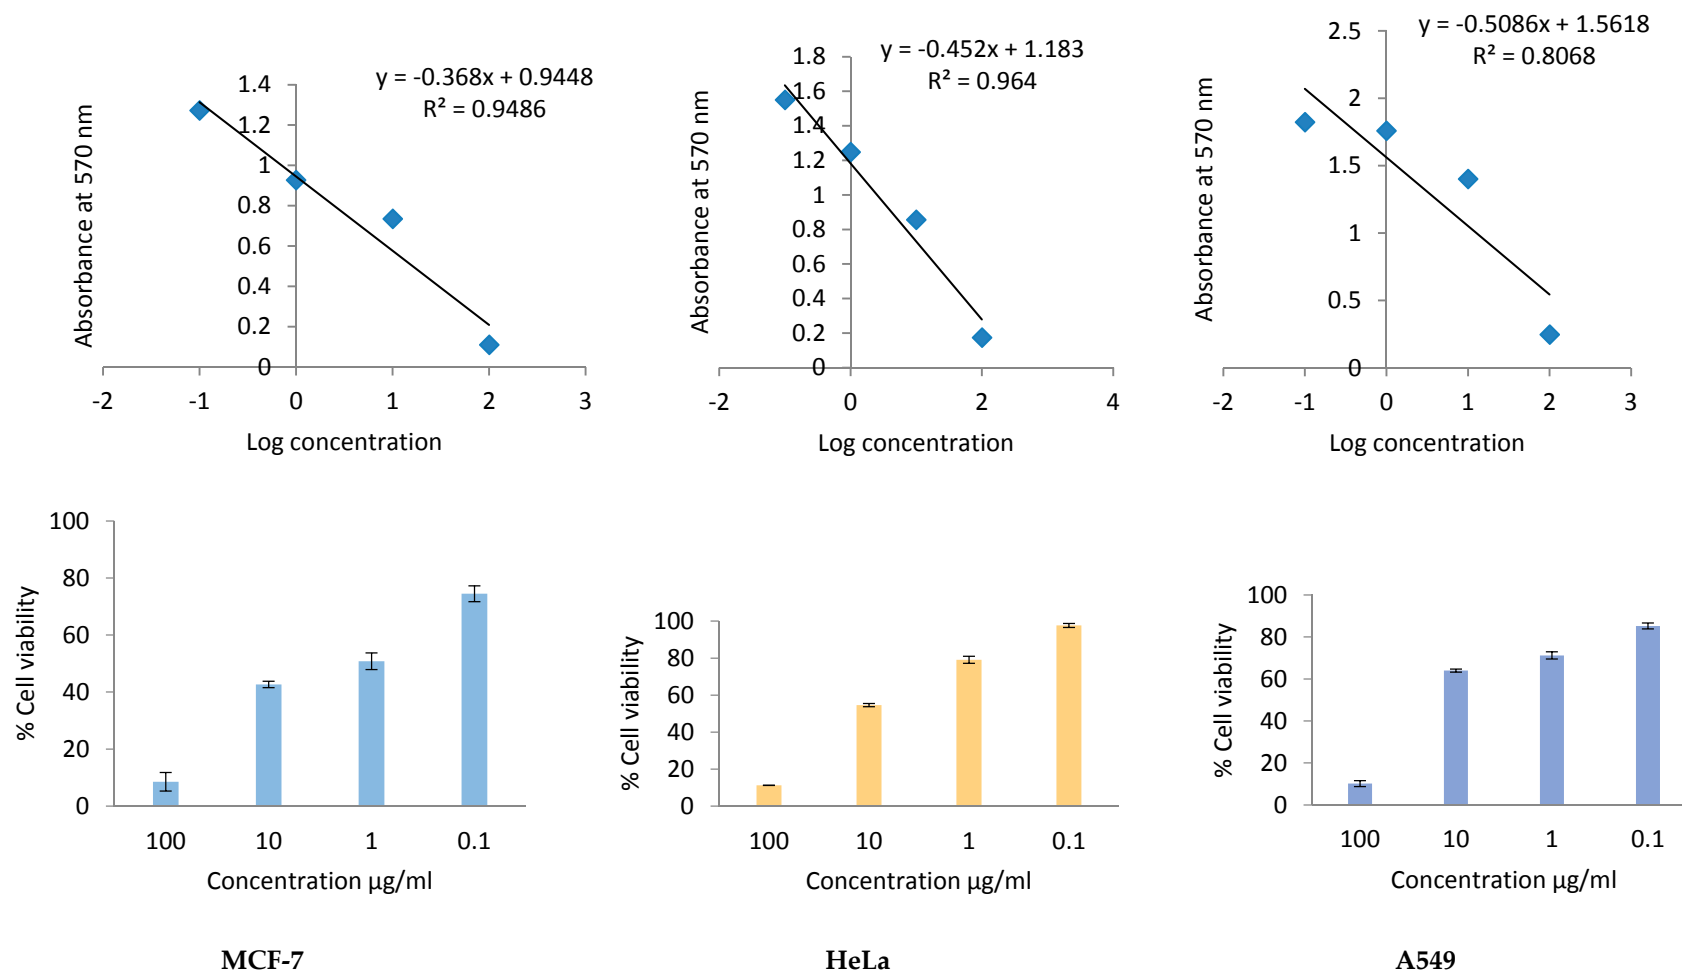 y = -0.368x + 0.9448
R² = 0.9486
Absorbance at 570 nm
1.4
1.2
1
0.8
0.6
0.4
0.2
0
-2 -1 0 1 2 3
Log concentration
y = -0.452x + 1.183
R² = 0.964
Absorbance at 570 nm
1.8
1.6
1.4
1.2
1
0.8
0.6
0.4
0.2
0
-2 0 2 4
Log concentration
y = -0.5086x + 1.5618
R² = 0.8068
Absorbance at 570 nm
2.5
2
1.5
1
0.5
0
-2 -1 0 1 2 3
Log concentration
% Cell viability
100
80
60
40
20
0
100 10 1 0.1
Concentration µg/ml
MCF-7
% Cell viability
100
80
60
40
20
0
100 10 1 0.1
Concentration µg/ml
HeLa
% Cell viability
100
80
60
40
20
0
100 10 1 0.1
Concentration µg/ml
A549